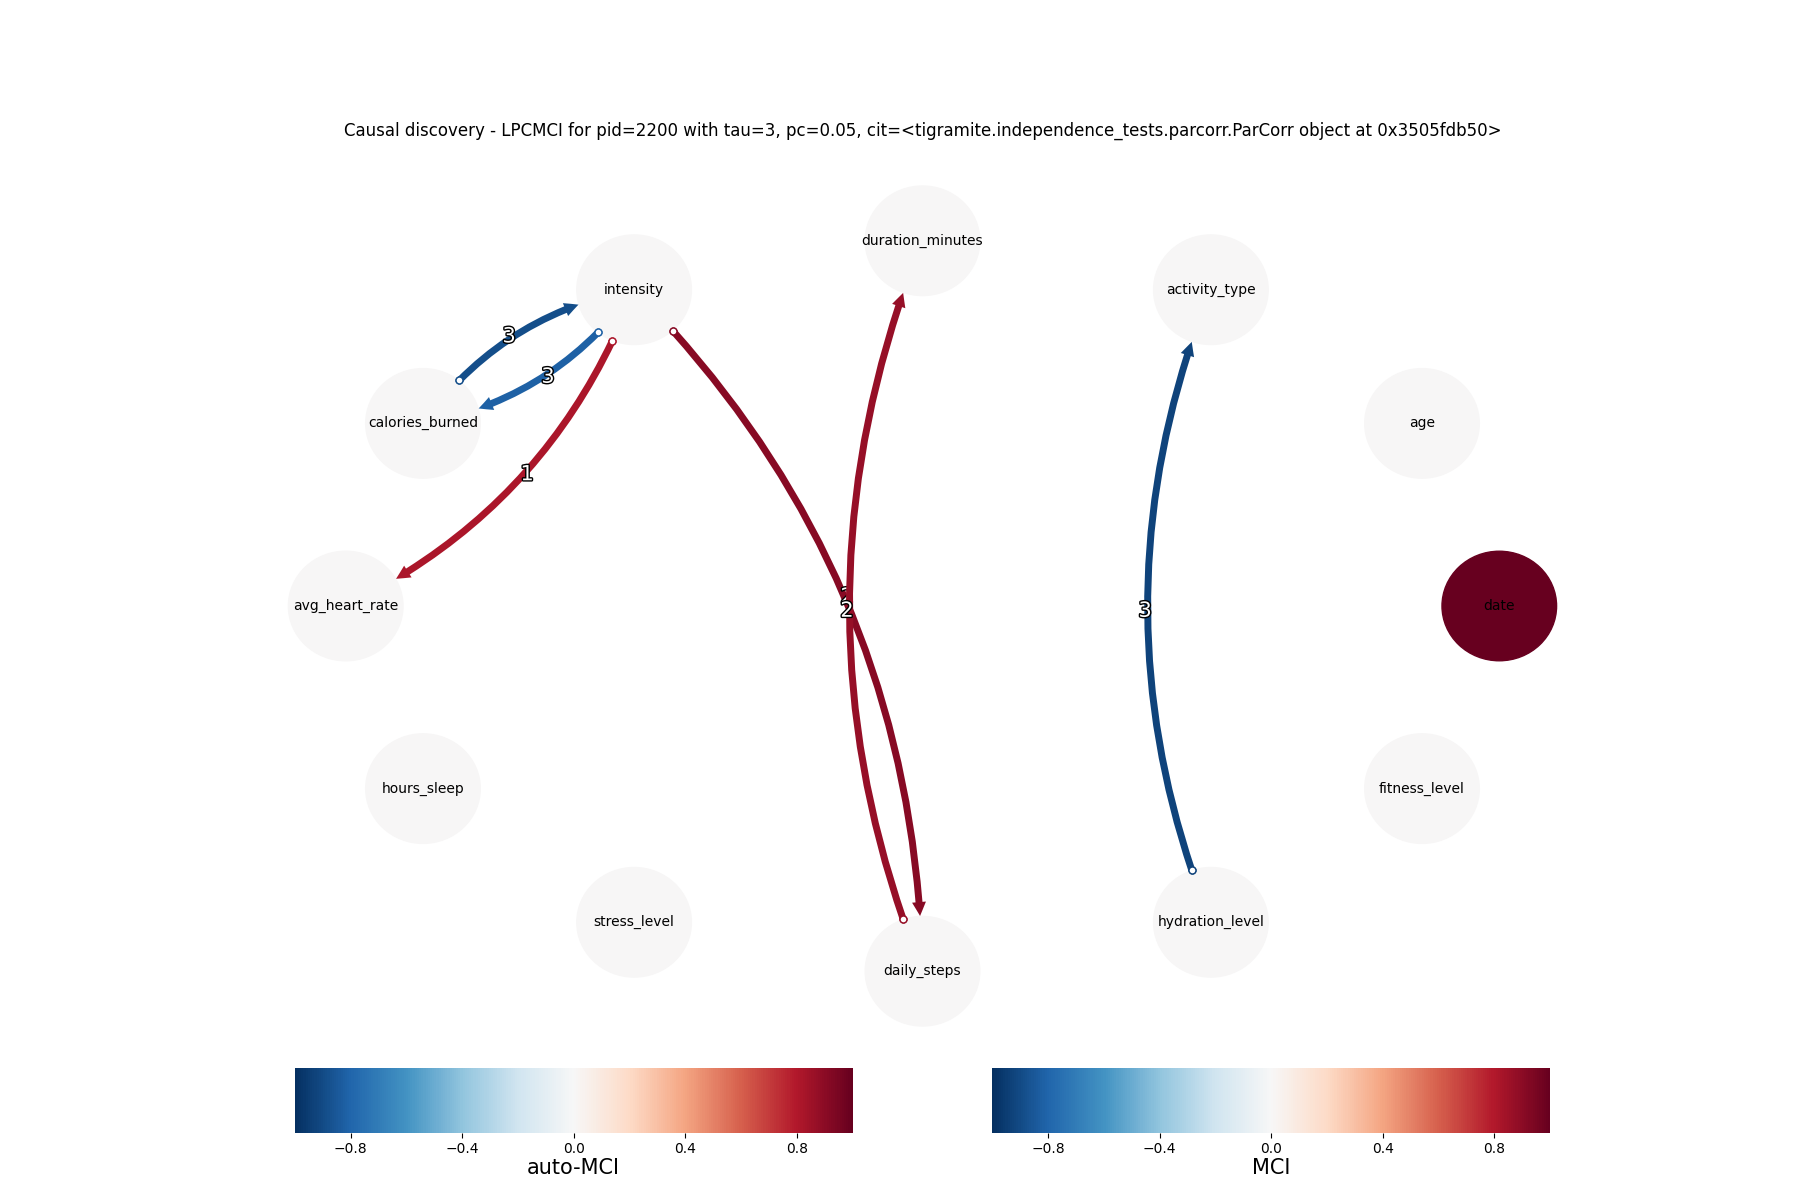 Causal discovery - LPCMCI for pid=2200 with tau=3, pc=0.05, cit=<tigramite.independence_tests.parcorr.ParCorr object at 0x3505fdb50>
duration_minutes
intensity
activity_type
3
3
calories_burned
age
1
avg_heart_rate
2
3
date
hours_sleep
fitness_level
stress_level
hydration_level
daily_steps
−0.8 −0.4 0.0 0.4 0.8
auto-MCI
−0.8 −0.4 0.0 0.4 0.8
MCI